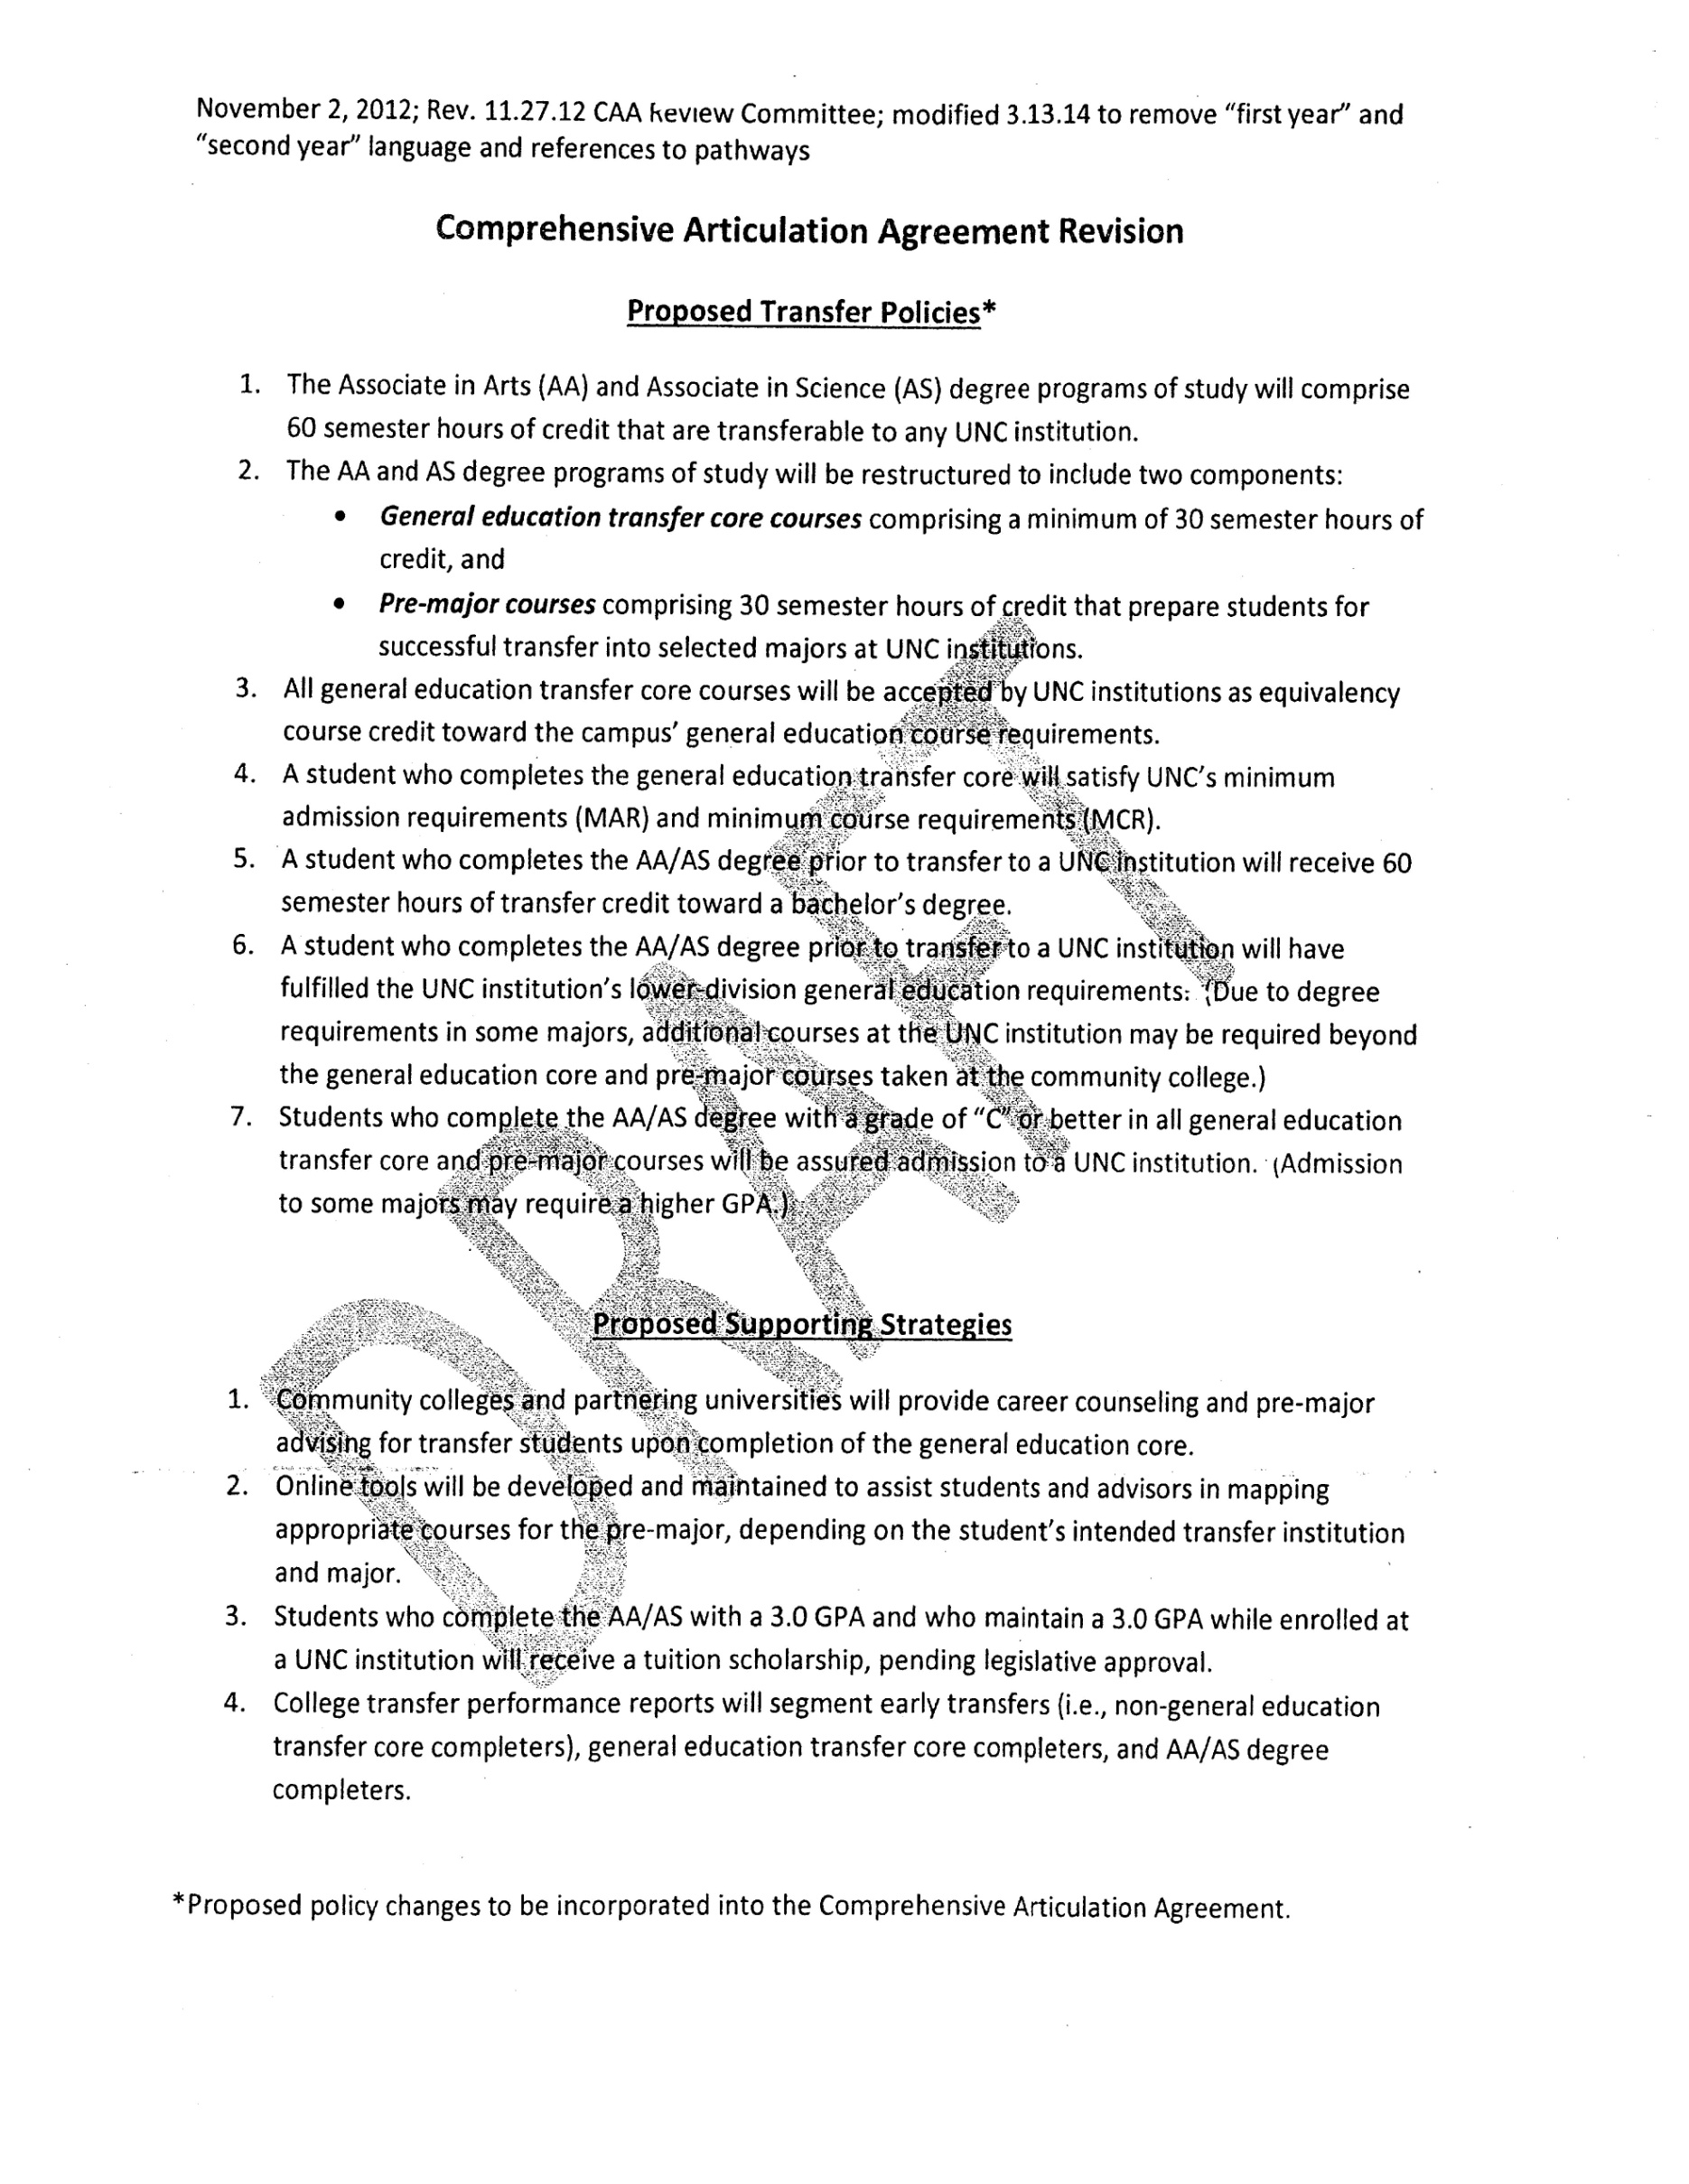 November 2, 2012; Rev. 11.27.12 CAA Review Committee; modified 3.13.14 to remove "first year" and
"second year" language and references to pathways
Comprehensive Articulation Agreement Revision
Proposed Transfer Policies*
1. The Associate in Arts (AA) and Associate in Science (AS) degree programs of study will comprise
60 semester hours of credit that are transferable to any UNC institution.
2. The AA and AS degree programs of study will be restructured to include two components:
• General education transfer core courses comprising a minimum of 30 semester hours of
credit, and
• Pre-major courses comprising 30 semester hours of credit that prepare students for
successful transfer into selected majors at UNC institutions.
3. All general education transfer core courses will be accepted by UNC institutions as equivalency
course credit toward the campus' general education course requirements.
4. A student who completes the general education transfer core will satisfy UNC's minimum
admission requirements (MAR) and minimum course requirements (MCR).
5. A student who completes the AA/AS degree prior to transfer to a UNC institution will receive 60
semester hours of transfer credit toward a bachelor's degree.
6. A student who completes the AA/AS degree prior to transfer to a UNC institution will have
fulfilled the UNC institution's lower-division general education requirements. (Due to degree
requirements in some majors, additional courses at the UNC institution may be required beyond
the general education core and pre-major courses taken at the community college.)
7. Students who complete the AA/AS degree with a grade of "C" or better in all general education
transfer core and pre-major courses will be assured admission to a UNC institution. (Admission
to some majors may require a higher GPA.)
DRAFT
Proposed Supporting Strategies
1. Community colleges and partnering universities will provide career counseling and pre-major
advising for transfer students upon completion of the general education core.
2. Online tools will be developed and maintained to assist students and advisors in mapping
appropriate courses for the pre-major, depending on the student's intended transfer institution
and major.
3. Students who complete the AA/AS with a 3.0 GPA and who maintain a 3.0 GPA while enrolled at
a UNC institution will receive a tuition scholarship, pending legislative approval.
4. College transfer performance reports will segment early transfers (i.e., non-general education
transfer core completers), general education transfer core completers, and AA/AS degree
completers.
*Proposed policy changes to be incorporated into the Comprehensive Articulation Agreement.